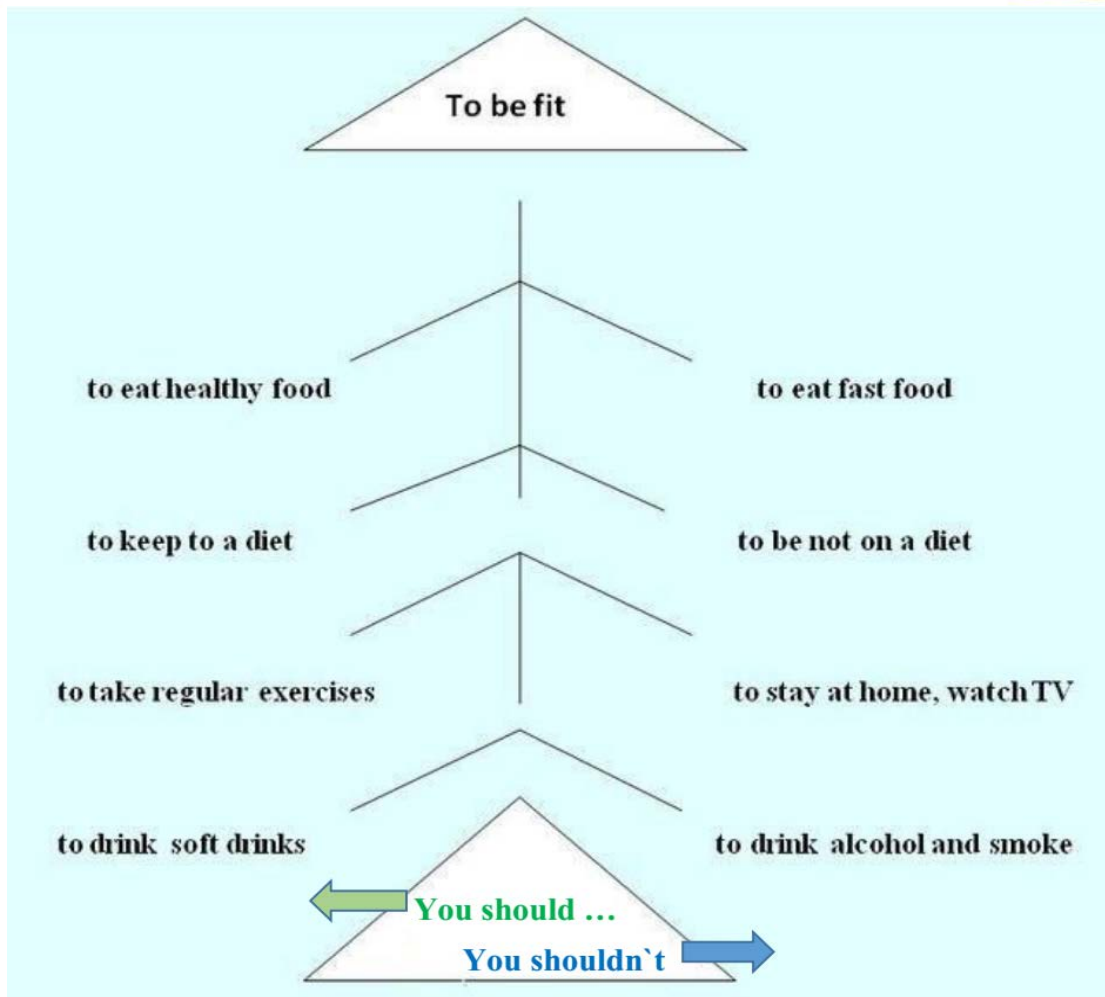 To be fit
to eat healthy food
to eat fast food
to keep to a diet
to be not on a diet
to take regular exercises
to stay at home, watch TV
to drink soft drinks
to drink alcohol and smoke
You should …
You shouldn`t